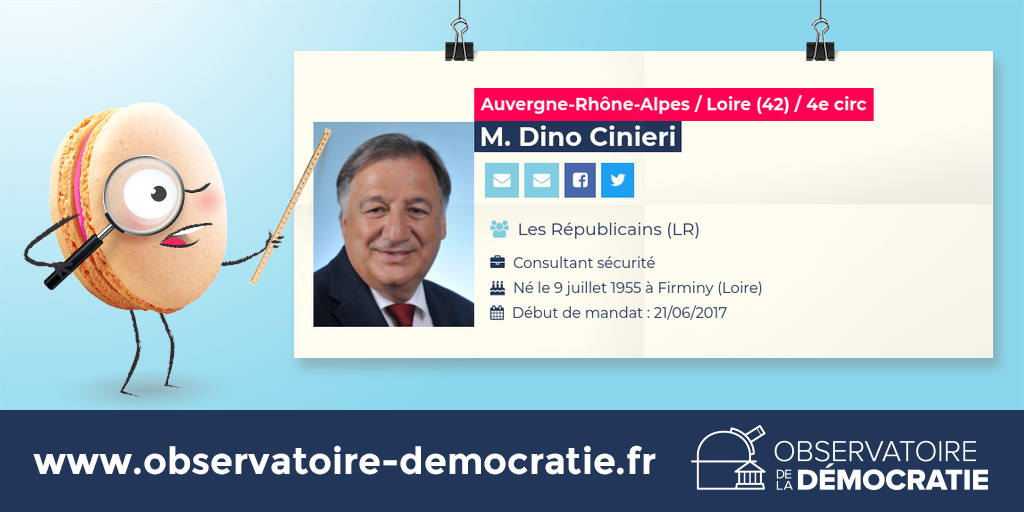 Auvergne-Rhône-Alpes / Loire (42) / 4e circ
M. Dino Cinieri
Les Républicains (LR)
Consultant sécurité
Né le 9 juillet 1955 à Firminy (Loire)
Début de mandat : 21/06/2017
www.observatoire-democratie.fr
OBSERVATOIRE
DE LA DÉMOCRATIE